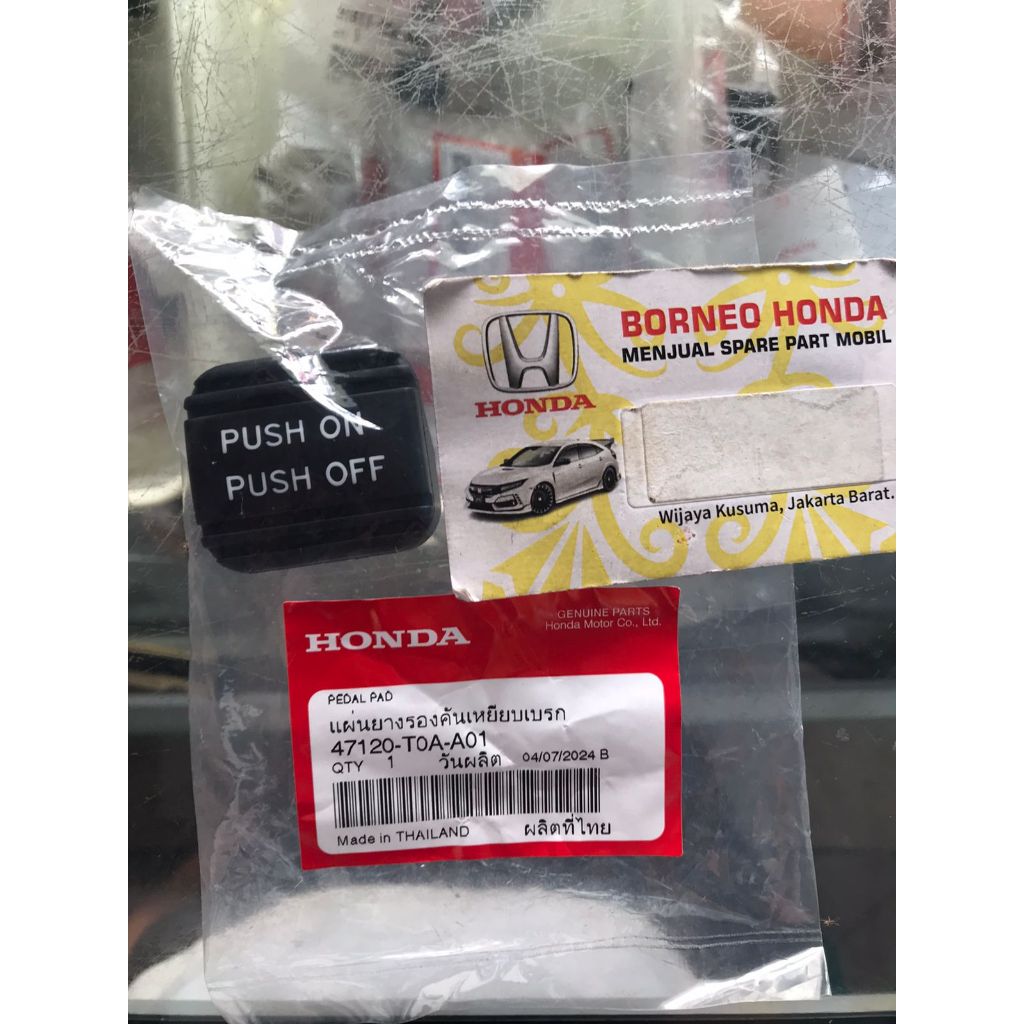 PUSH ON
PUSH OFF
BORNEO HONDA
MENJUAL SPARE PART MOBIL
HONDA
Wijaya Kusuma, Jakarta Barat.
GENUINE PARTS
Honda Motor Co., Ltd.
HONDA
PEDAL PAD
แผ่นยางรองคันเหยียบเบรก
47120-T0A-A01
QTY 1 วันผลิต 04/07/2024 B
Made in THAILAND ผลิตที่ไทย